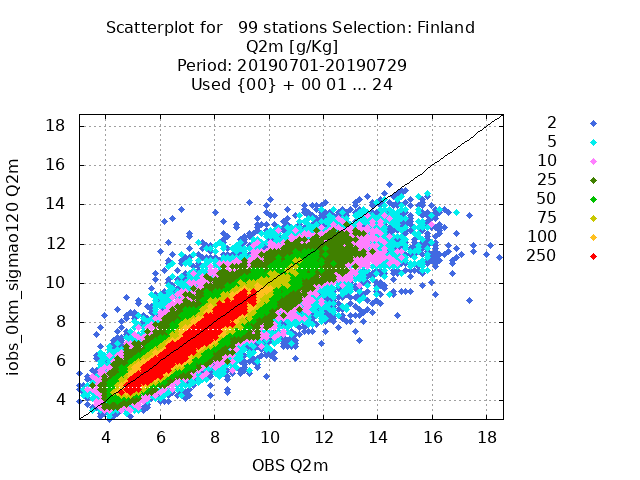 Scatterplot for   99 stations Selection: Finland
Q2m [g/Kg]
Period: 20190701-20190729
Used {00} + 00 01 ... 24
18
16
14
12
10
8
6
4
iobs_0km_sigmao120 Q2m
4 6 8 10 12 14 16 18
OBS Q2m
2
5
10
25
50
75
100
250